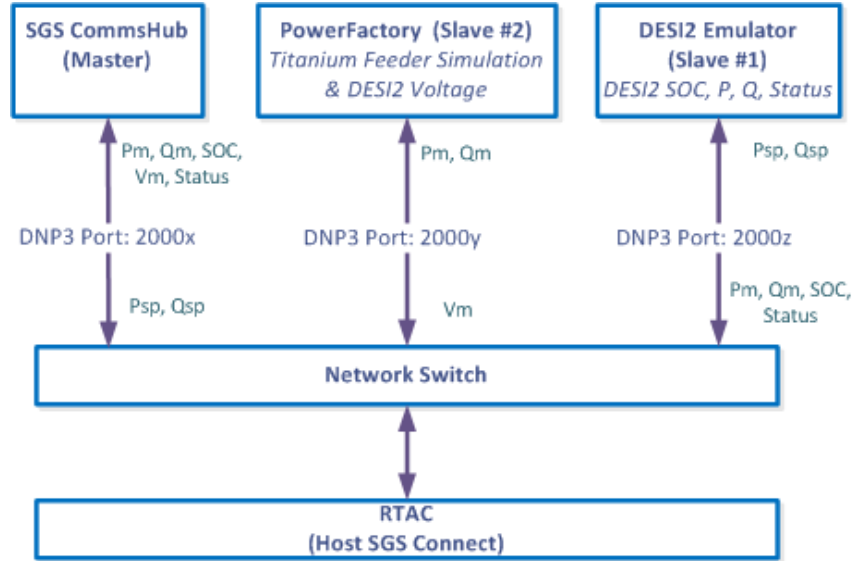 SGS CommsHub
(Master)
PowerFactory (Slave #2)
Titanium Feeder Simulation
& DESI2 Voltage
DESI2 Emulator
(Slave #1)
DESI2 SOC, P, Q, Status
Pm, Qm, SOC,
Vm, Status
Pm, Qm
Psp, Qsp
DNP3 Port: 2000x
DNP3 Port: 2000y
DNP3 Port: 2000z
Psp, Qsp
Vm
Pm, Qm, SOC,
Status
Network Switch
RTAC
(Host SGS Connect)